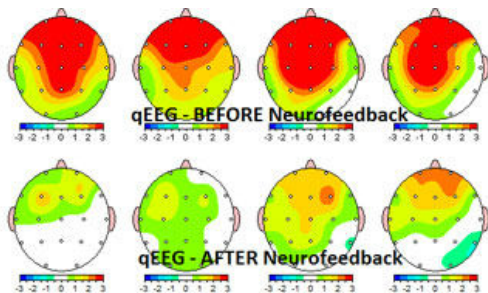 qEEG - BEFORE Neurofeedback
-3 -2 -1 0 1 2 3 -3 -2 -1 0 1 2 3 -3 -2 -1 0 1 2 3 -3 -2 -1 0 1 2 3
qEEG - AFTER Neurofeedback
-3 -2 -1 0 1 2 3 -3 -2 -1 0 1 2 3 -3 -2 -1 0 1 2 3 -3 -2 -1 0 1 2 3